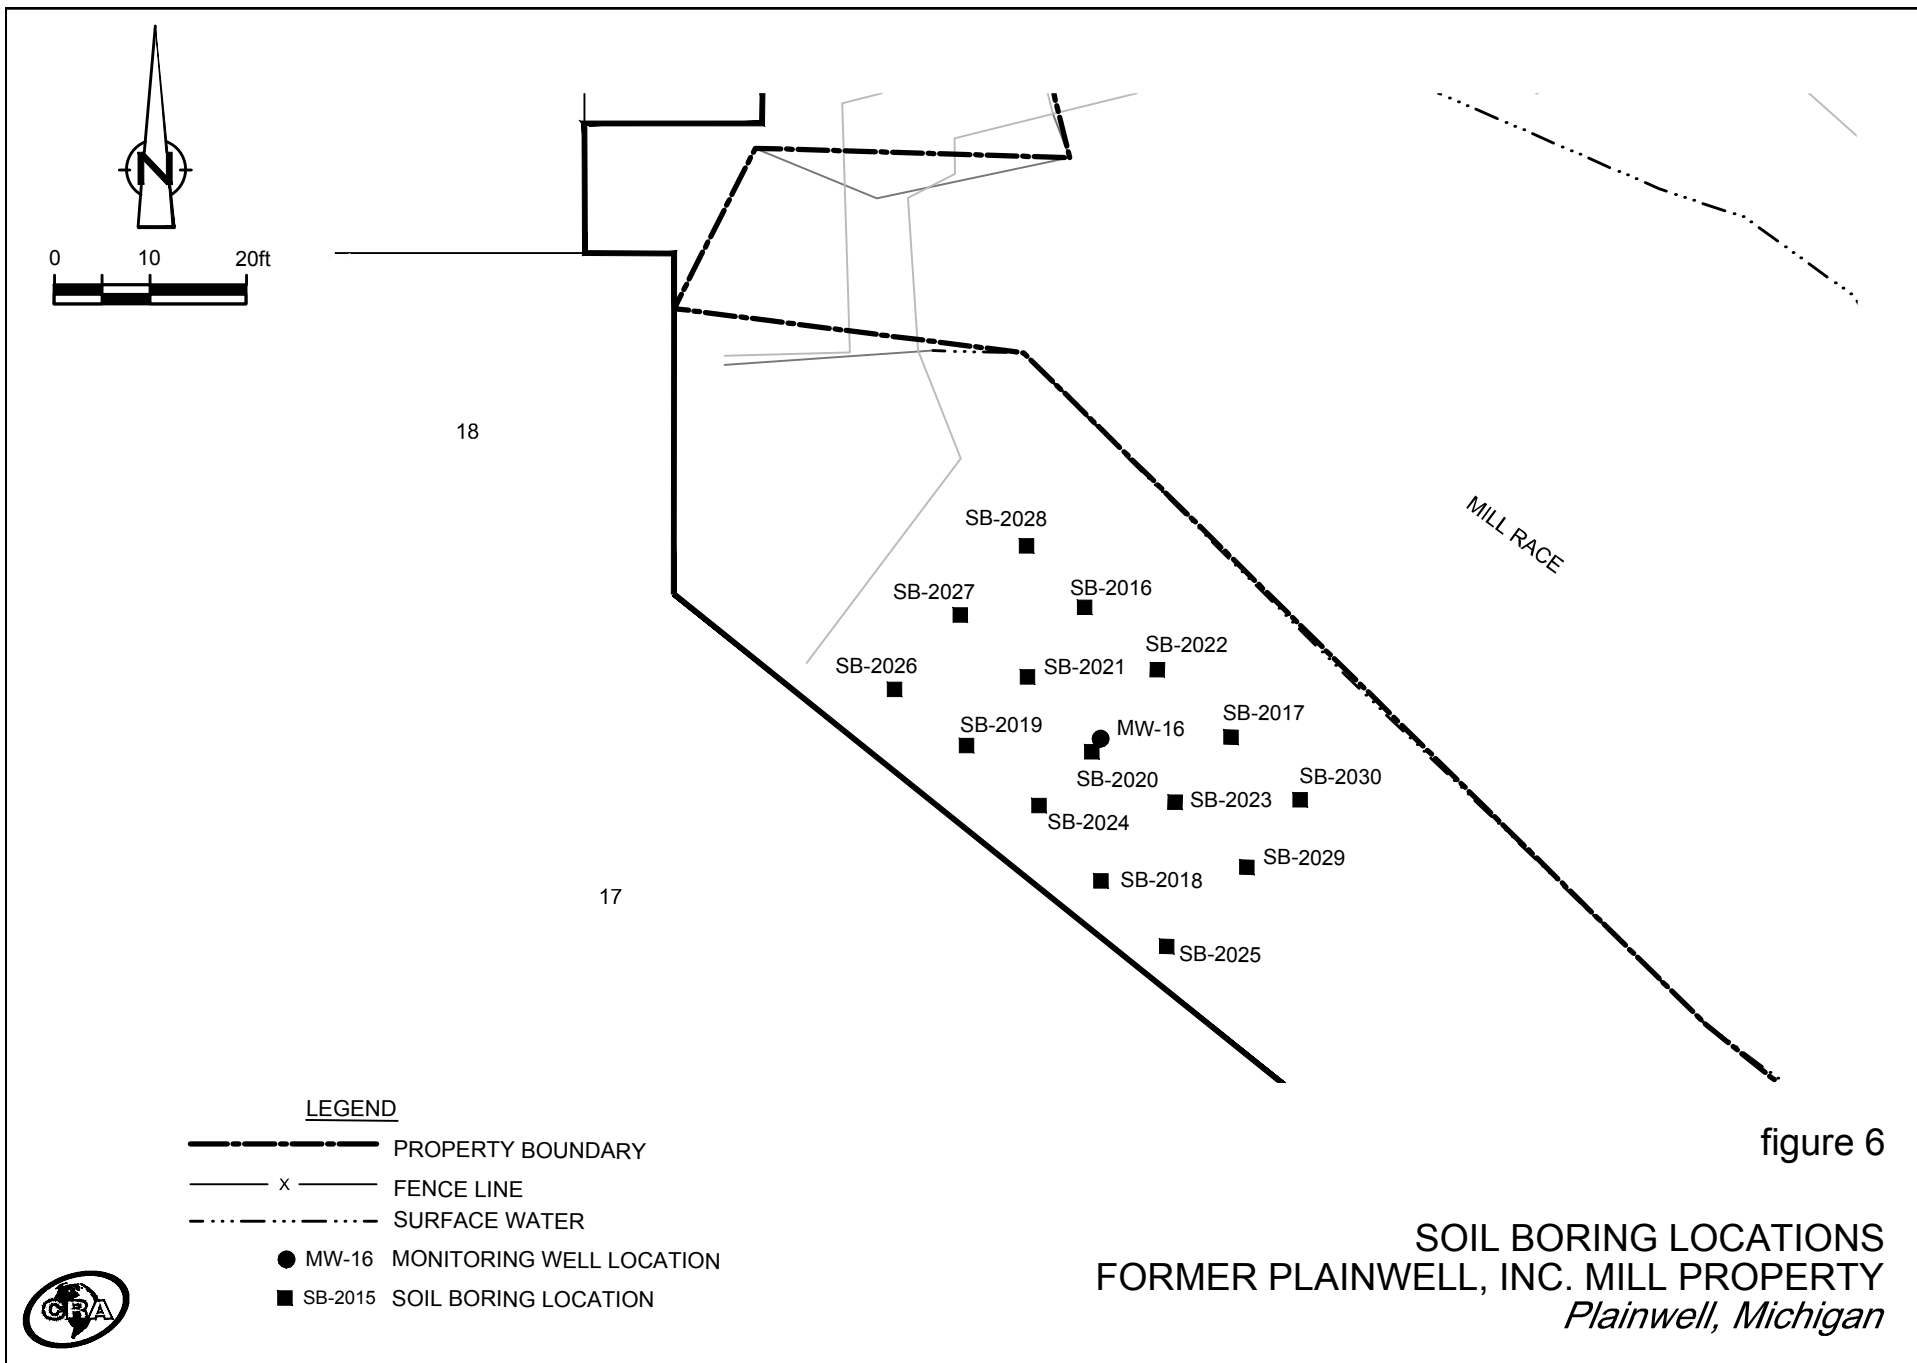 N
0 10 20ft
18
MILL RACE
SB-2028
SB-2027
SB-2016
SB-2022
SB-2026
SB-2021
SB-2019
MW-16
SB-2017
SB-2020
SB-2030
SB-2023
SB-2024
SB-2029
SB-2018
17
SB-2025
LEGEND
PROPERTY BOUNDARY
X FENCE LINE
SURFACE WATER
MW-16 MONITORING WELL LOCATION
SB-2015 SOIL BORING LOCATION
CRA
figure 6
SOIL BORING LOCATIONS
FORMER PLAINWELL, INC. MILL PROPERTY
Plainwell, Michigan